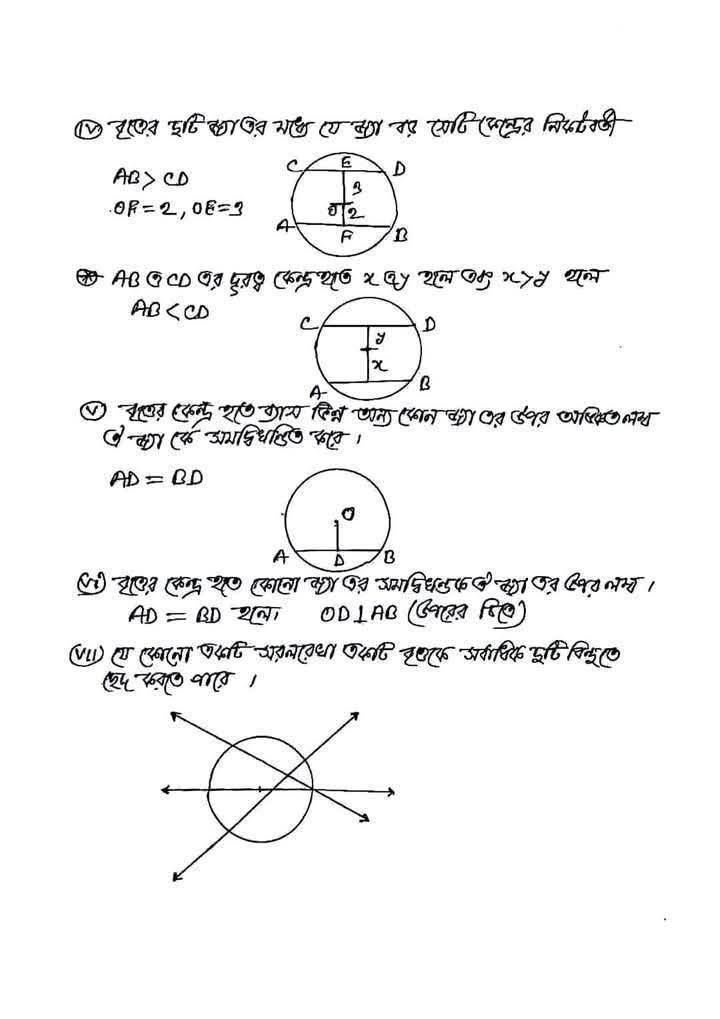 (iv) বৃত্তের দুটি জ্যা এর মধ্যে যে জ্যা বড় সেটি কেন্দ্রের নিকটবর্তী
C E D
AB > CD
3
OF = 2, OE = 3
O 2
A F B
AB ও CD এর দূরত্ব কেন্দ্র হতে x ও y হলে এবং x > y হলে
AB < CD
C D
y
x
A B
(v) বৃত্তের কেন্দ্র হতে ব্যাস ভিন্ন অন্য কোন জ্যা এর উপর অঙ্কিত লম্ব
ঐ জ্যা কে সমদ্বিখণ্ডিত করে।
AD = BD
O
A D B
(vi) বৃত্তের কেন্দ্র হতে কোনো জ্যা এর সমদ্বিখন্ডক ঐ জ্যা এর উপর লম্ব।
AD = BD হলে। OD⊥AB (উপরের চিত্রে)
(vii) যে কোনো একটি সরলরেখা একটি বৃত্তকে সর্বাধিক দুটি বিন্দুতে
ছেদ করতে পারে।